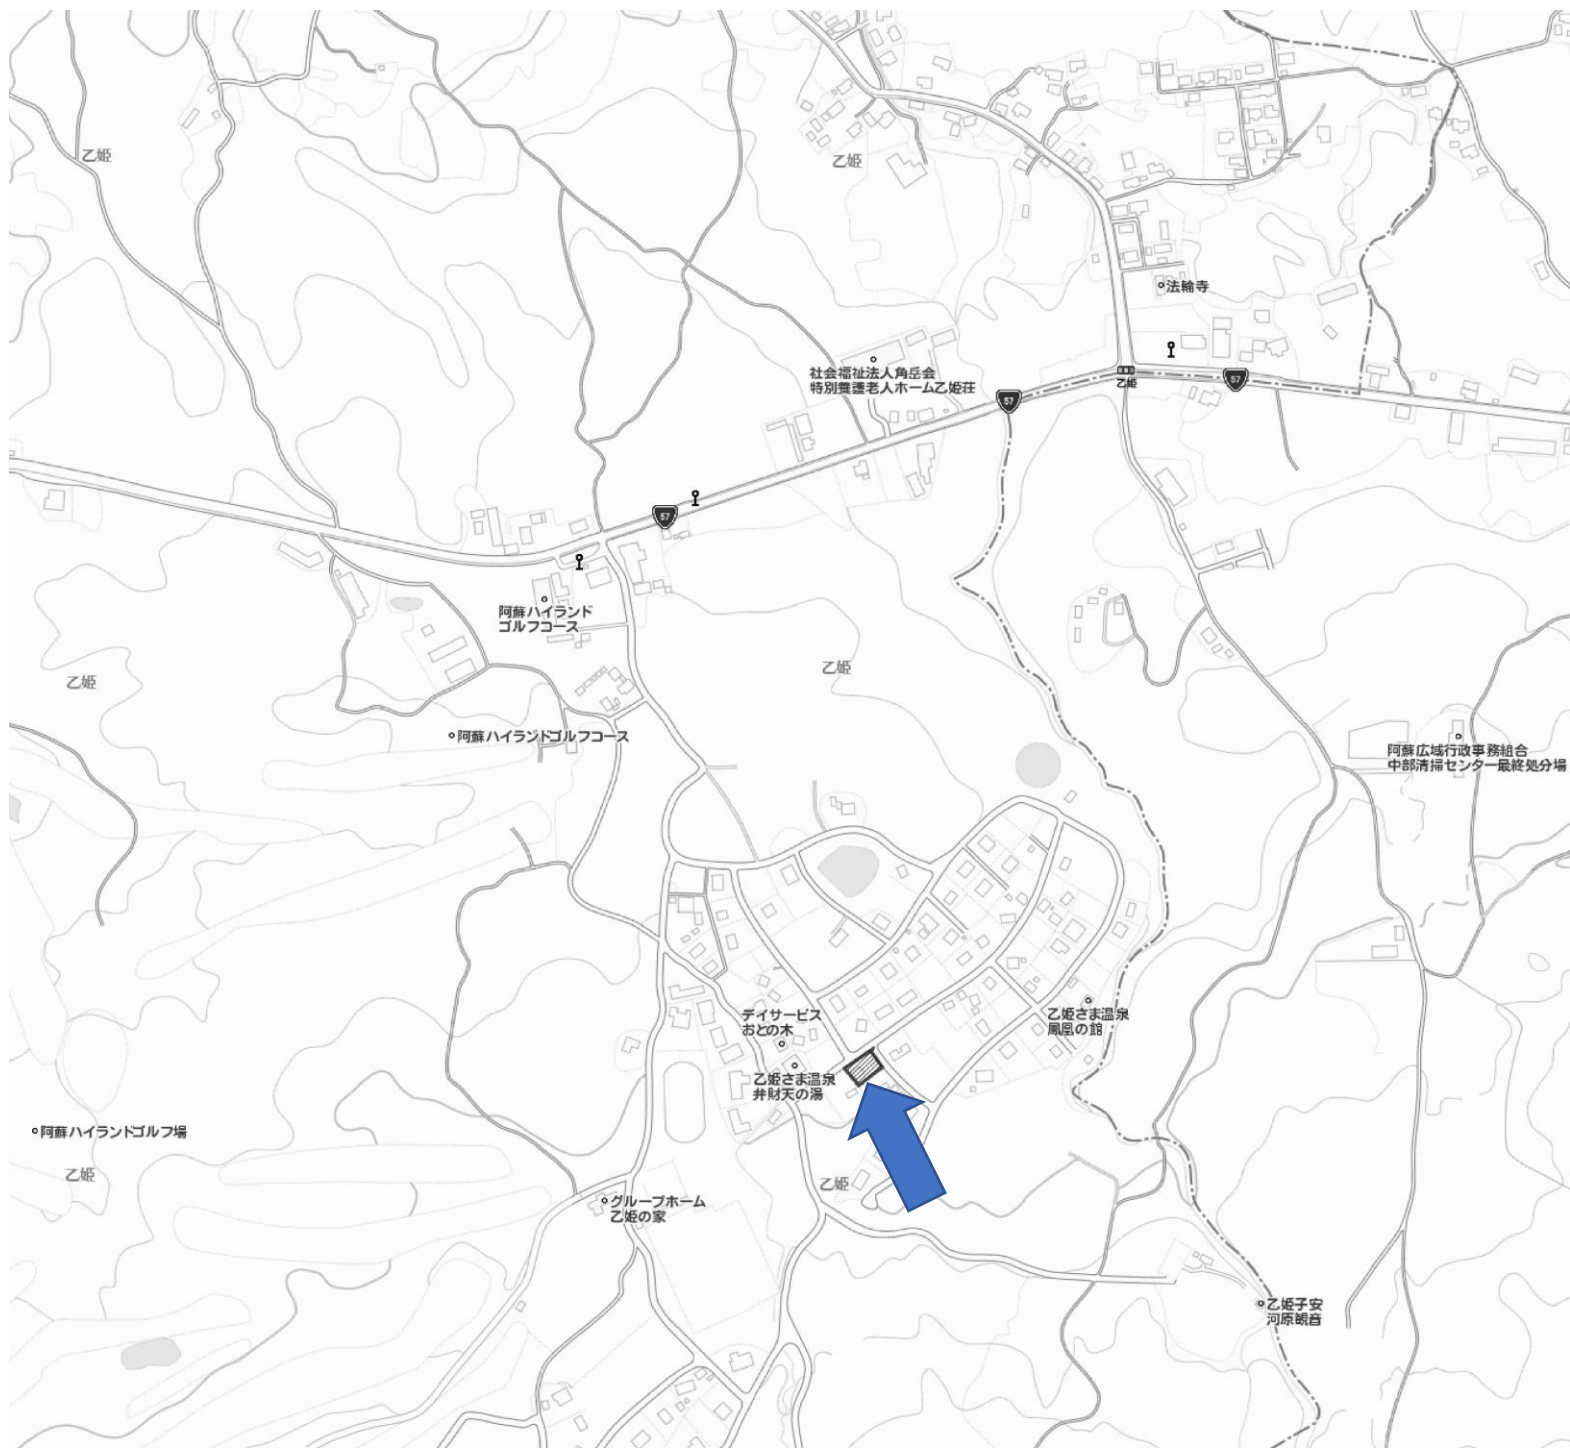 乙姫
乙姫
法輪寺
社会福祉法人角岳会
特別養護老人ホーム乙姫荘
57
乙姫
57
57
阿蘇ハイランド
ゴルフコース
乙姫
乙姫
阿蘇ハイランドゴルフコース
阿蘇広域行政事務組合
中部清掃センター最終処分場
デイサービス
おとの木
乙姫さま温泉
鳳凰の館
乙姫さま温泉
弁財天の湯
阿蘇ハイランドゴルフ場
乙姫
乙姫
グループホーム
乙姫の家
乙姫子安
河原観音